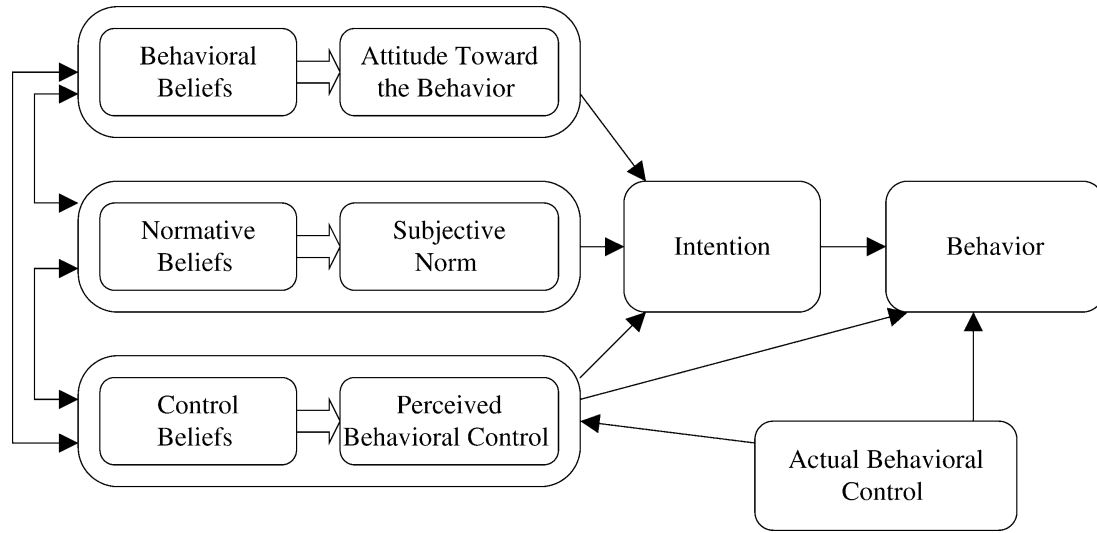 Behavioral
Beliefs
Attitude Toward
the Behavior
Normative
Beliefs
Subjective
Norm
Intention
Behavior
Control
Beliefs
Perceived
Behavioral Control
Actual Behavioral
Control